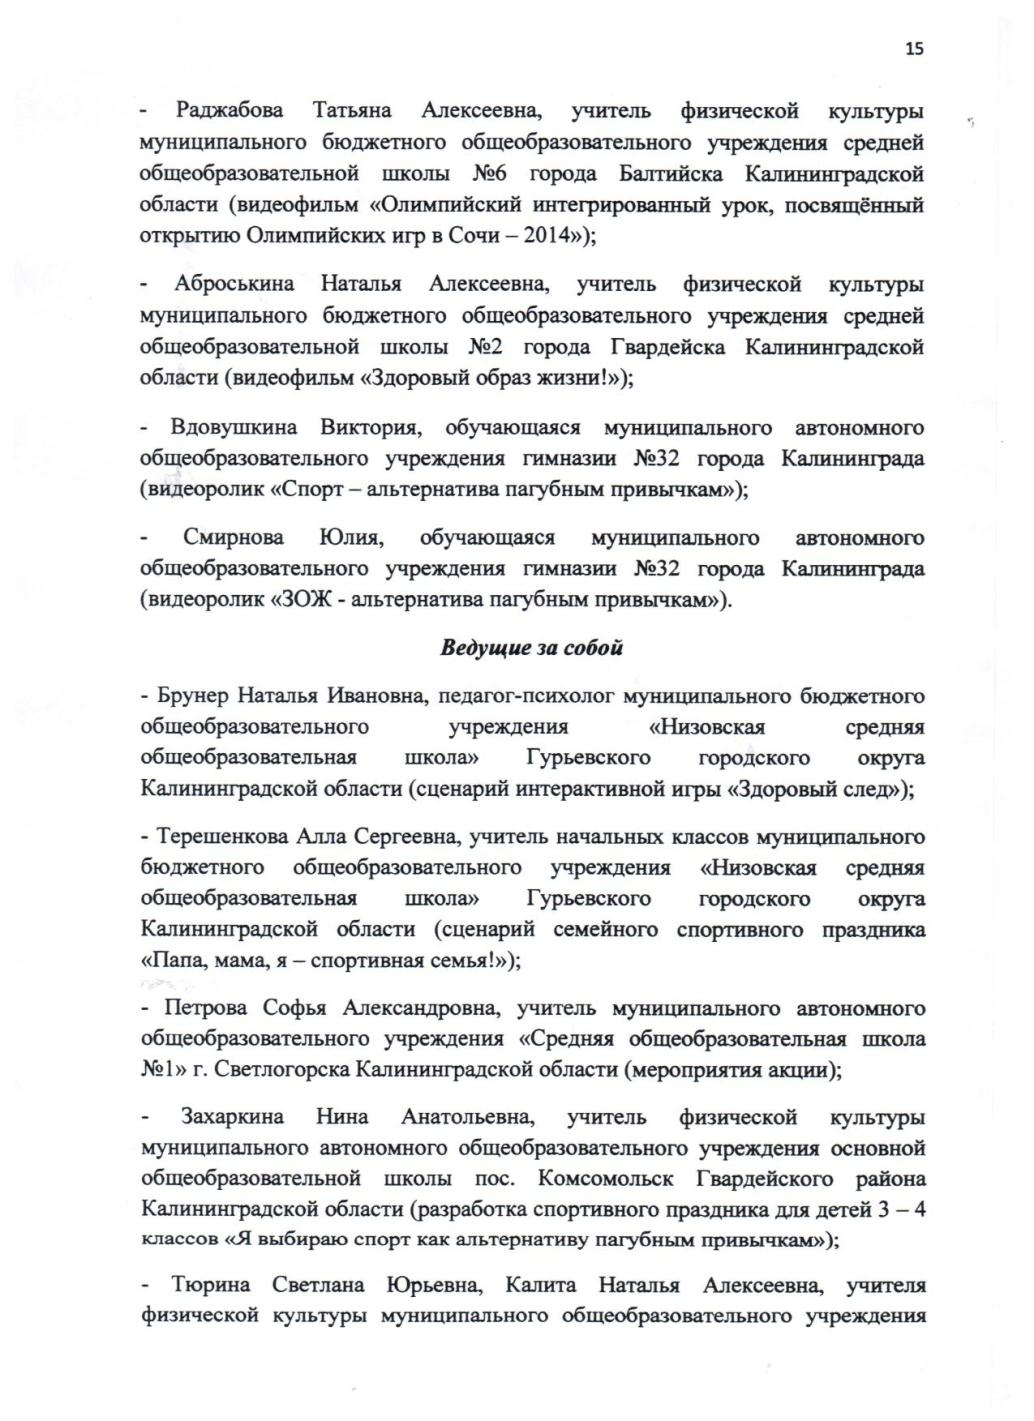 15
- Раджабова Татьяна Алексеевна, учитель физической культуры
муниципального бюджетного общеобразовательного учреждения средней
общеобразовательной школы №6 города Балтийска Калининградской
области (видеофильм «Олимпийский интегрированный урок, посвящённый
открытию Олимпийских игр в Сочи – 2014»);
- Аброськина Наталья Алексеевна, учитель физической культуры
муниципального бюджетного общеобразовательного учреждения средней
общеобразовательной школы №2 города Гвардейска Калининградской
области (видеофильм «Здоровый образ жизни!»);
- Вдовушкина Виктория, обучающаяся муниципального автономного
общеобразовательного учреждения гимназии №32 города Калининграда
(видеоролик «Спорт – альтернатива пагубным привычкам»);
- Смирнова Юлия, обучающаяся муниципального автономного
общеобразовательного учреждения гимназии №32 города Калининграда
(видеоролик «ЗОЖ - альтернатива пагубным привычкам»).
Ведущие за собой
- Брунер Наталья Ивановна, педагог-психолог муниципального бюджетного
общеобразовательного учреждения «Низовская средняя
общеобразовательная школа» Гурьевского городского округа
Калининградской области (сценарий интерактивной игры «Здоровый след»);
- Терешенкова Алла Сергеевна, учитель начальных классов муниципального
бюджетного общеобразовательного учреждения «Низовская средняя
общеобразовательная школа» Гурьевского городского округа
Калининградской области (сценарий семейного спортивного праздника
«Папа, мама, я – спортивная семья!»);
- Петрова Софья Александровна, учитель муниципального автономного
общеобразовательного учреждения «Средняя общеобразовательная школа
№1» г. Светлогорска Калининградской области (мероприятия акции);
- Захаркина Нина Анатольевна, учитель физической культуры
муниципального автономного общеобразовательного учреждения основной
общеобразовательной школы пос. Комсомольск Гвардейского района
Калининградской области (разработка спортивного праздника для детей 3 – 4
классов «Я выбираю спорт как альтернативу пагубным привычкам»);
- Тюрина Светлана Юрьевна, Калита Наталья Алексеевна, учителя
физической культуры муниципального общеобразовательного учреждения